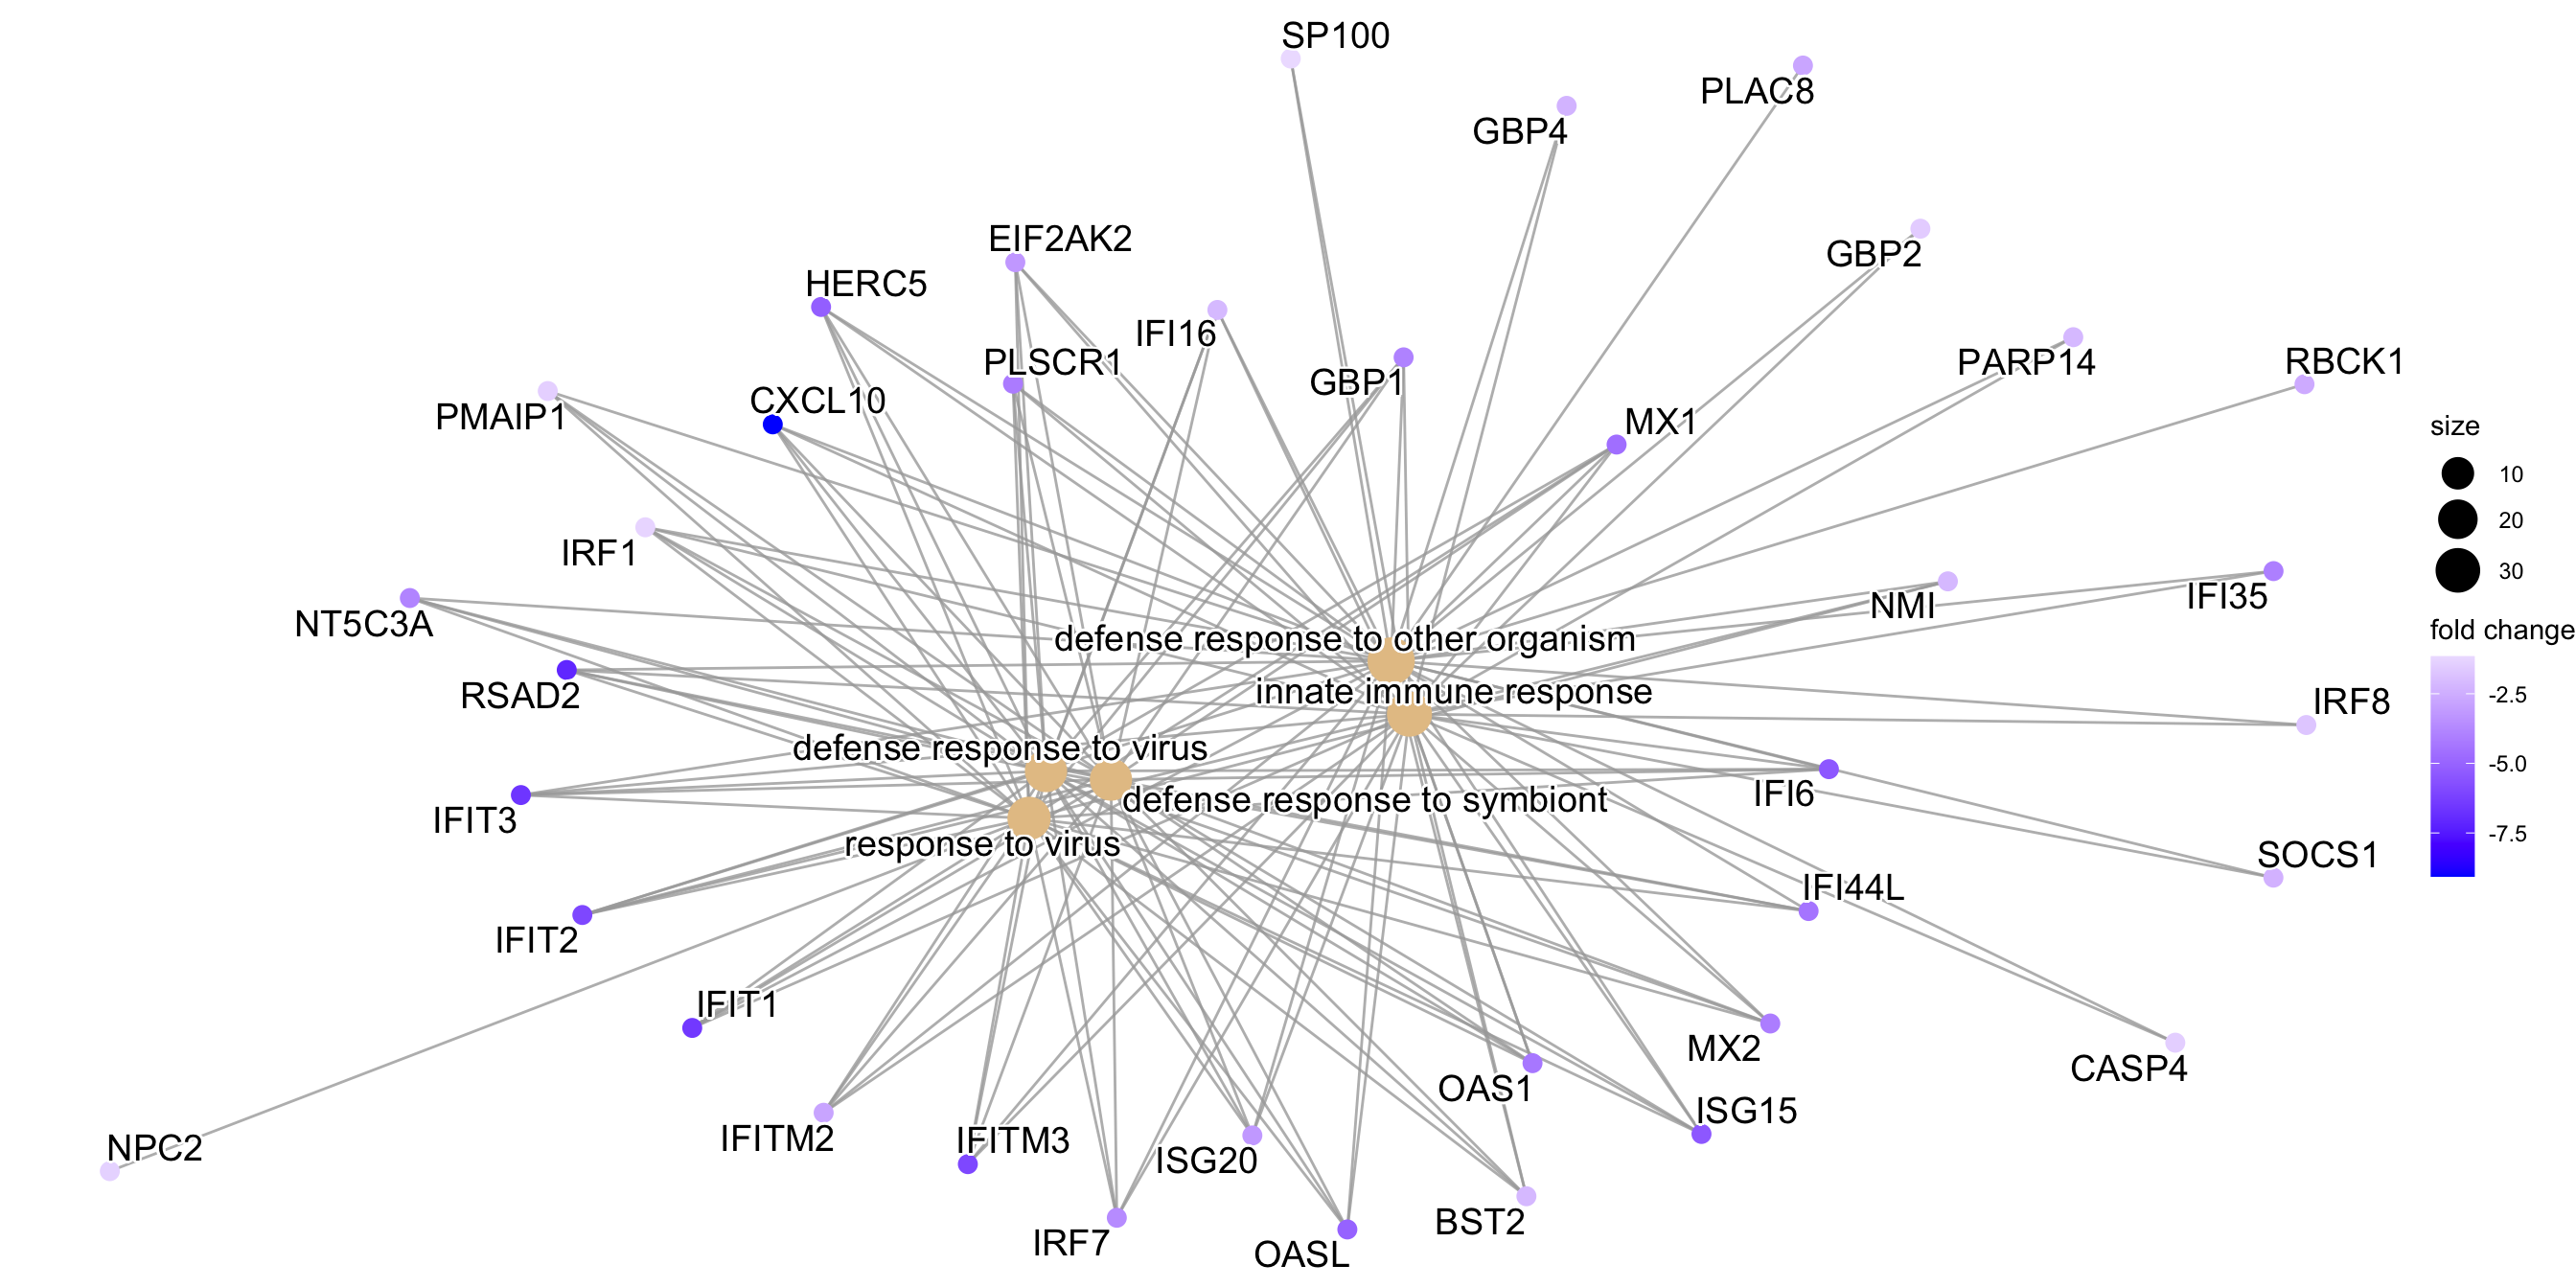 SP100
PLAC8
GBP4
EIF2AK2
GBP2
HERC5
IFI16
PLSCR1
PARP14
RBCK1
GBP1
CXCL10
PMAIP1
MX1
size
10
20
30
IRF1
IFI35
NMI
NT5C3A
fold change
-2.5
-5.0
-7.5
defense response to other organism
innate immune response
RSAD2
IRF8
defense response to virus
IFI6
defense response to symbiont
IFIT3
response to virus
SOCS1
IFI44L
IFIT2
IFIT1
MX2
CASP4
OAS1
ISG15
IFITM2
IFITM3
NPC2
ISG20
BST2
IRF7
OASL